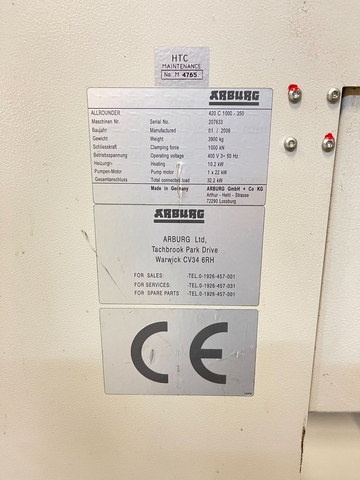 HTC
MAINTENANCE
No M 4765
ARBURG
ALLROUNDER 420 C 1000 - 350
Maschinen Nr. Serial No. 207633
Baujahr Manufactured 01 / 2006
Gewicht Weight 3900 kg
Schliesskraft Clamping force 1000 kN
Betriebsspannung Operating voltage 400 V 3~ 50 Hz
Heizung Heating 10.2 kW
Pumpen-Motor Pump motor 1 x 22 kW
Gesamtanschluss Total connected load 32.2 kW
Made in Germany ARBURG GmbH + Co KG
Arthur - Hehl - Strasse
72290 Lossburg
ARBURG
ARBURG Ltd,
Tachbrook Park Drive
Warwick CV34 6RH
FOR SALES: -TEL.0-1926-457-001
FOR SERVICES: -TEL.0-1926-457-031
FOR SPARE PARTS -TEL.0-1926-457-001
CE